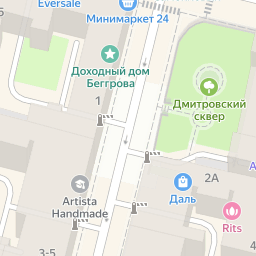 Eversale
Минимаркет 24
Доходный дом
Беггрова
Дмитровский
сквер
1
2А
Даль
Artista
Handmade
Rits
3-5